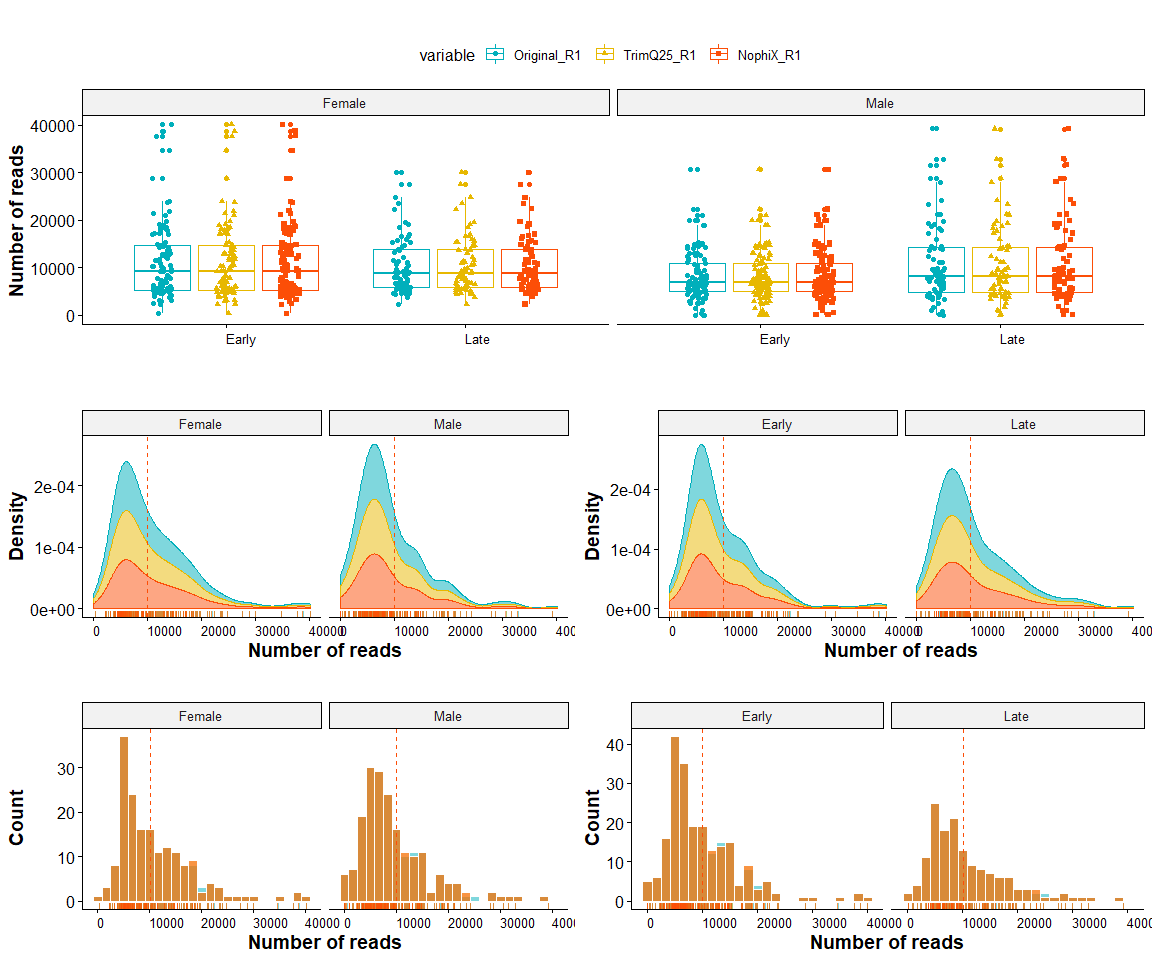 variable Original_R1 TrimQ25_R1 NophiX_R1
Female Male
40000
30000
20000
10000
0
Number of reads
Early Late Early Late
Female Male Early Late
Density
2e-04
1e-04
0e+00
0 10000 20000 30000 40000 0 10000 20000 30000 400
Number of reads
Density
2e-04
1e-04
0e+00
0 10000 20000 30000 40000 0 10000 20000 30000 400
Number of reads
Female Male Early Late
Count
30
20
10
0
0 10000 20000 30000 40000 0 10000 20000 30000 4000
Number of reads
Count
40
30
20
10
0
0 10000 20000 30000 40000 0 10000 20000 30000 40000
Number of reads